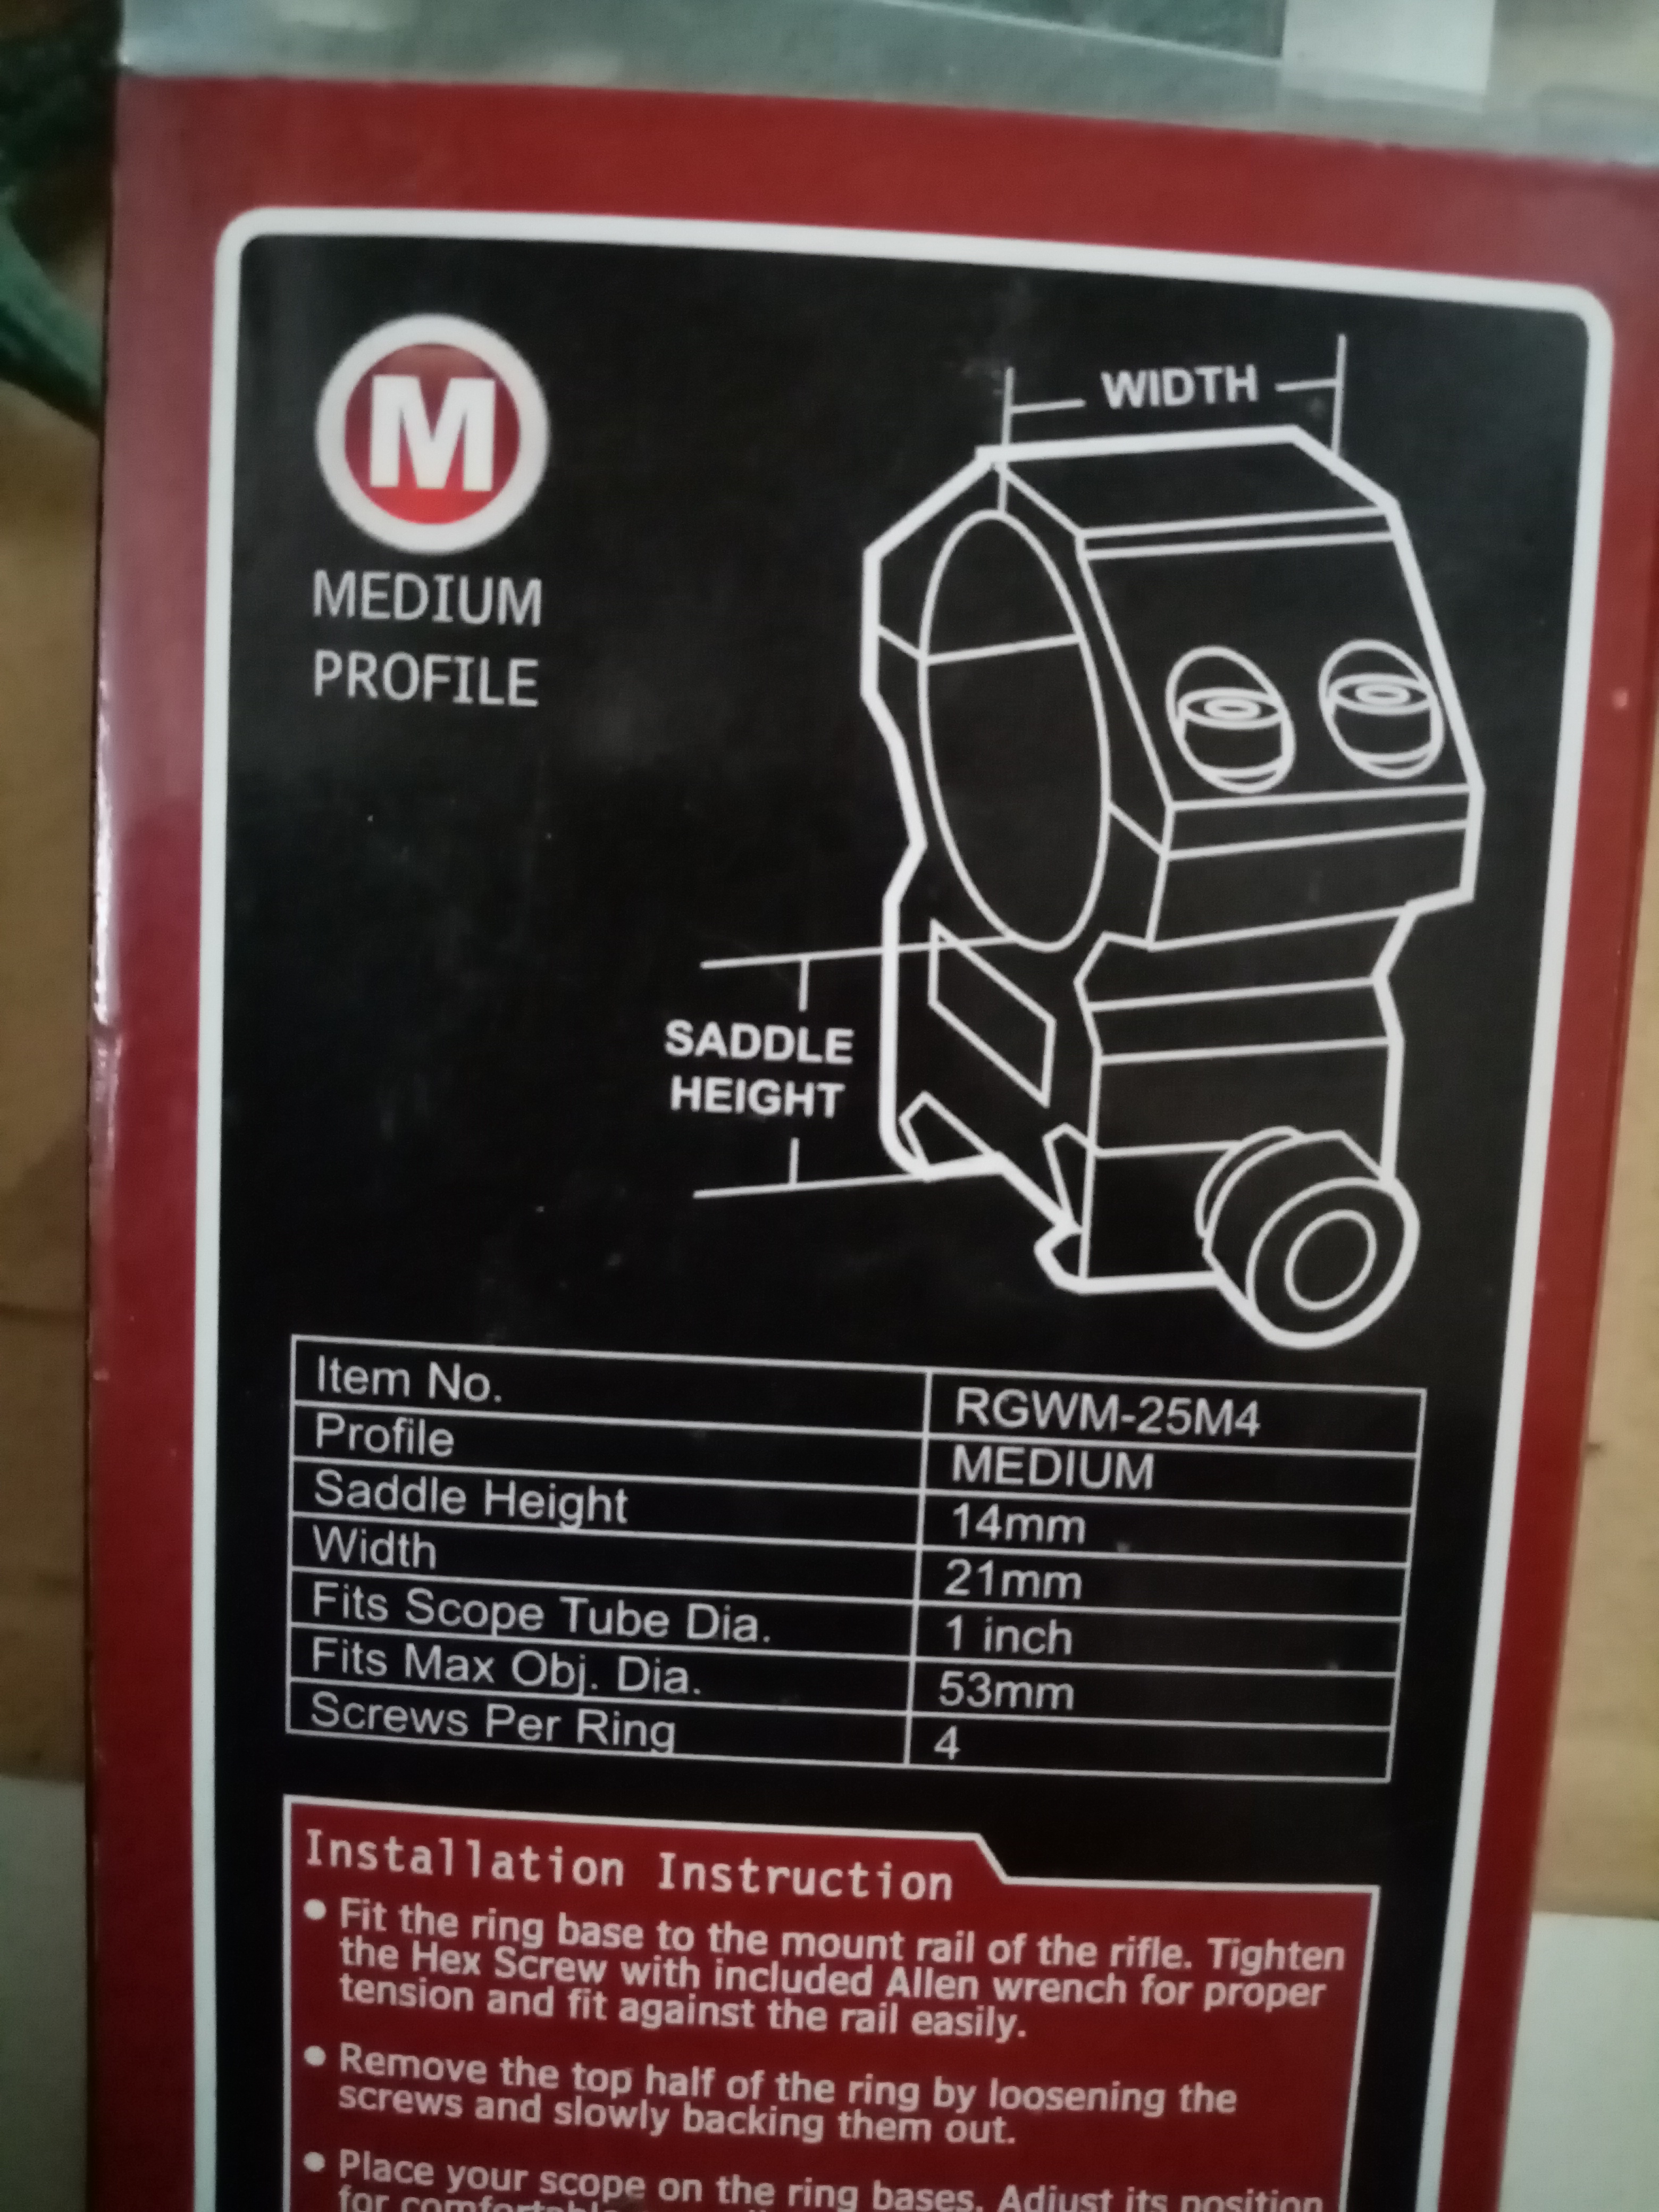 M
MEDIUM
PROFILE
WIDTH
SADDLE
HEIGHT
Item No. RGWM-25M4
Profile MEDIUM
Saddle Height 14mm
Width 21mm
Fits Scope Tube Dia. 1 inch
Fits Max Obj. Dia. 53mm
Screws Per Ring 4
Installation Instruction
• Fit the ring base to the mount rail of the rifle. Tighten
the Hex Screw with included Allen wrench for proper
tension and fit against the rail easily.
• Remove the top half of the ring by loosening the
screws and slowly backing them out.
• Place your scope on the ring bases. Adjust its position
for